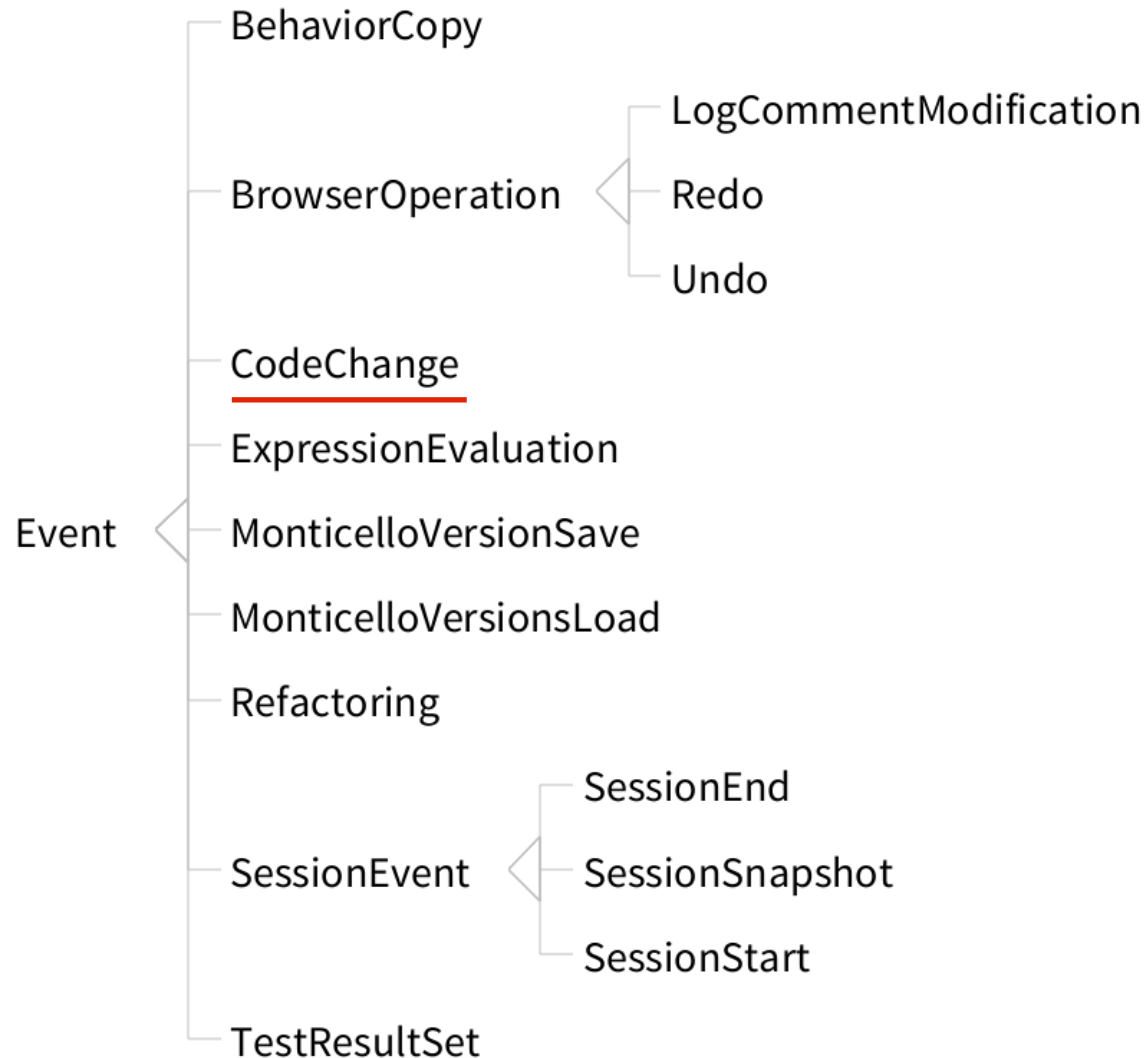 BehaviorCopy
LogCommentModification
BrowserOperation
Redo
Undo
CodeChange
ExpressionEvaluation
Event
MonticelloVersionSave
MonticelloVersionsLoad
Refactoring
SessionEnd
SessionEvent
SessionSnapshot
SessionStart
TestResultSet